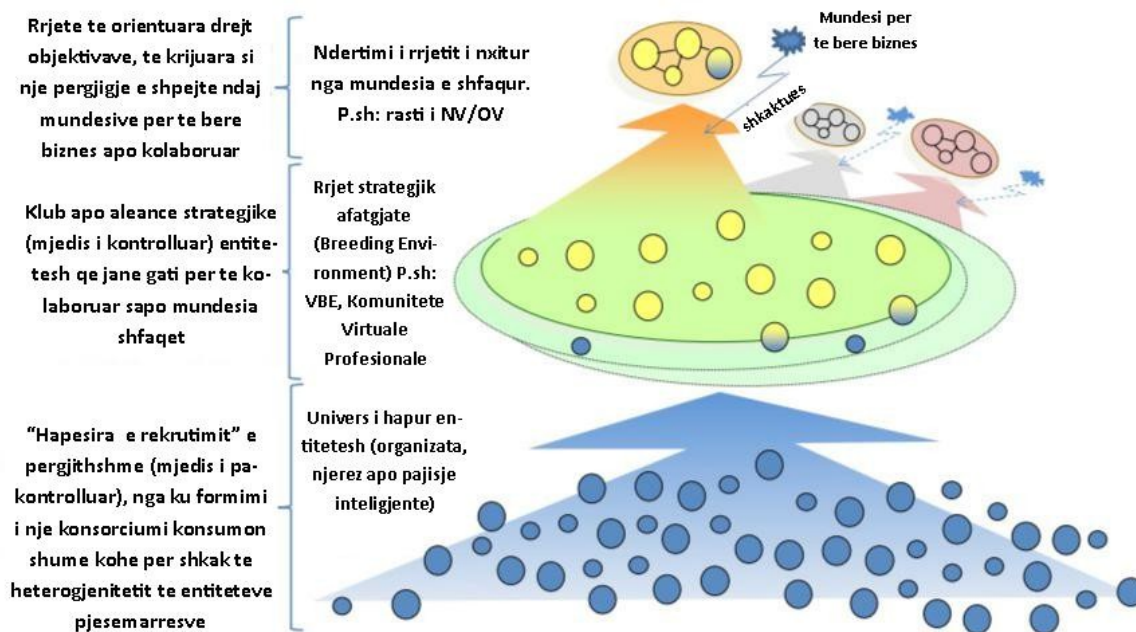 Rrjete te orientuara drejt
objektivave, te krijuara si
nje pergjigje e shpejte ndaj
mundesive per te bere
biznes apo kolaboruar
Ndertimi i rrjetit i nxitur
nga mundesia e shfaqur.
P.sh: rasti i NV/OV
Mundesi per
te bere biznes
shkaktues
Klub apo aleance strategjike
(mjedis i kontrolluar) entite-
tesh qe jane gati per te ko-
laboruar sapo mundesia
shfaqet
Rrjet strategjik
afatgjate
(Breeding Envi-
ronment) P.sh:
VBE, Komunitete
Virtuale
Profesionale
“Hapesira e rekrutimit” e
pergjithshme (mjedis i pa-
kontrolluar), nga ku formimi
i nje konsorciumi konsumon
shume kohe per shkak te
heterogjenitetit te entiteteve
pjesemarresve
Univers i hapur en-
titetesh (organizata,
njerez apo pajisje
inteligjente)